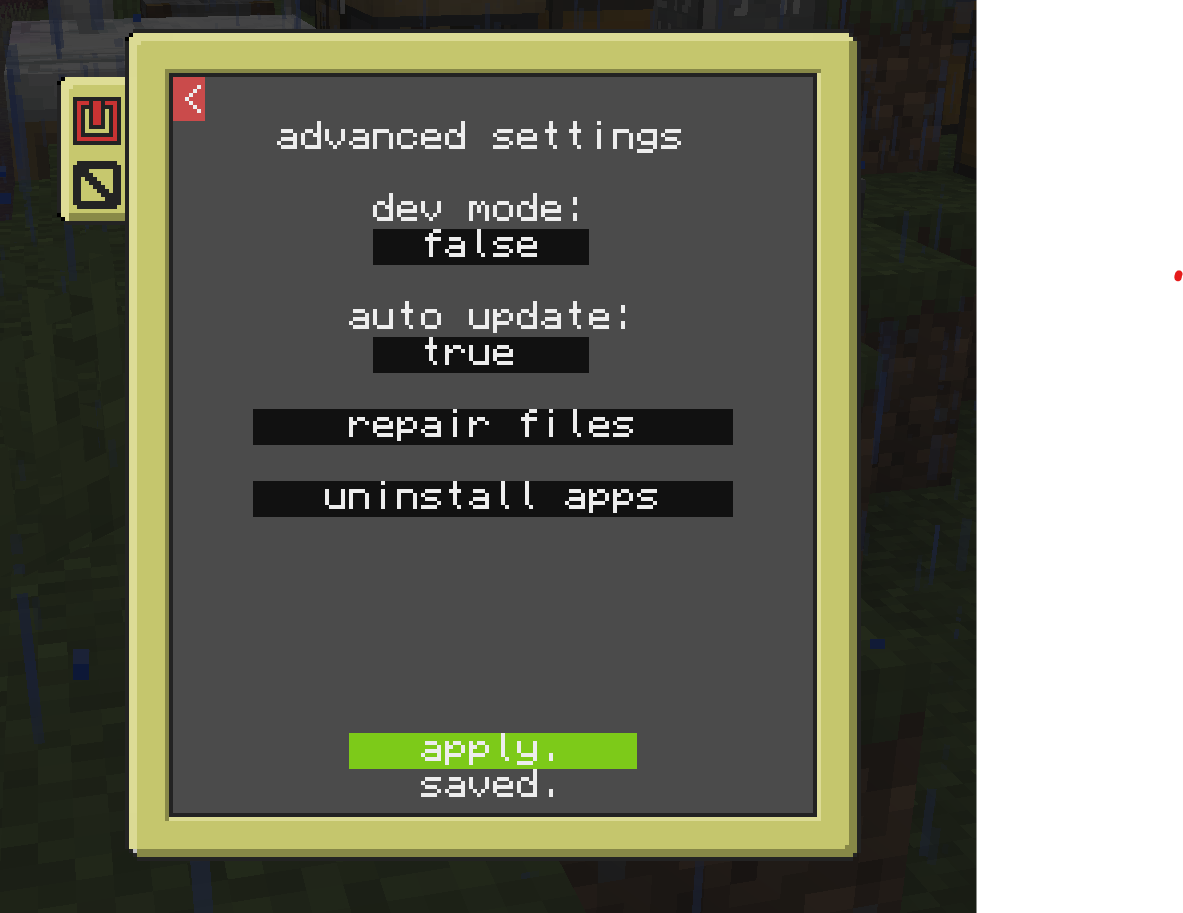 <
advanced settings
dev mode:
false
auto update:
true
repair files
uninstall apps
apply.
saved.